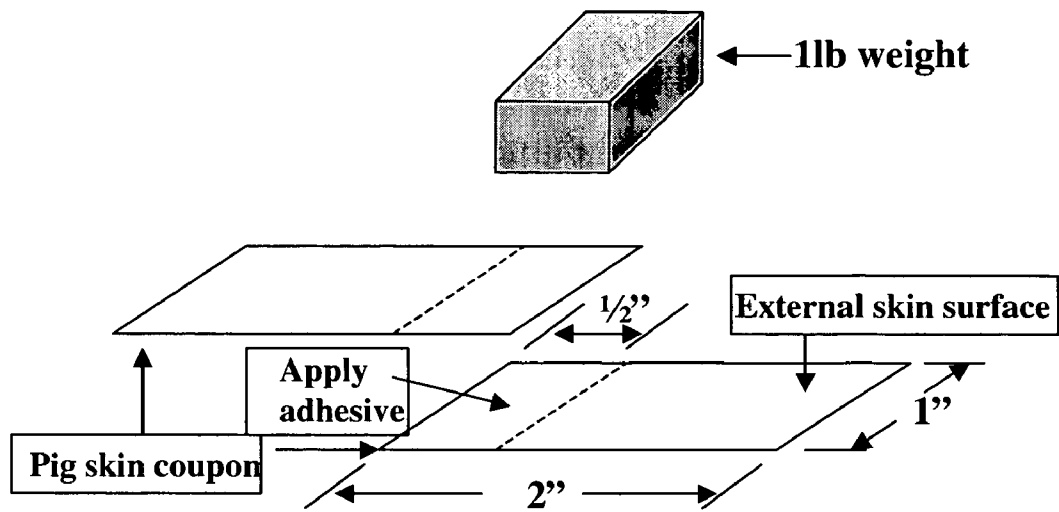 1lb weight
½”
External skin surface
Apply
adhesive
1”
Pig skin coupon
2”